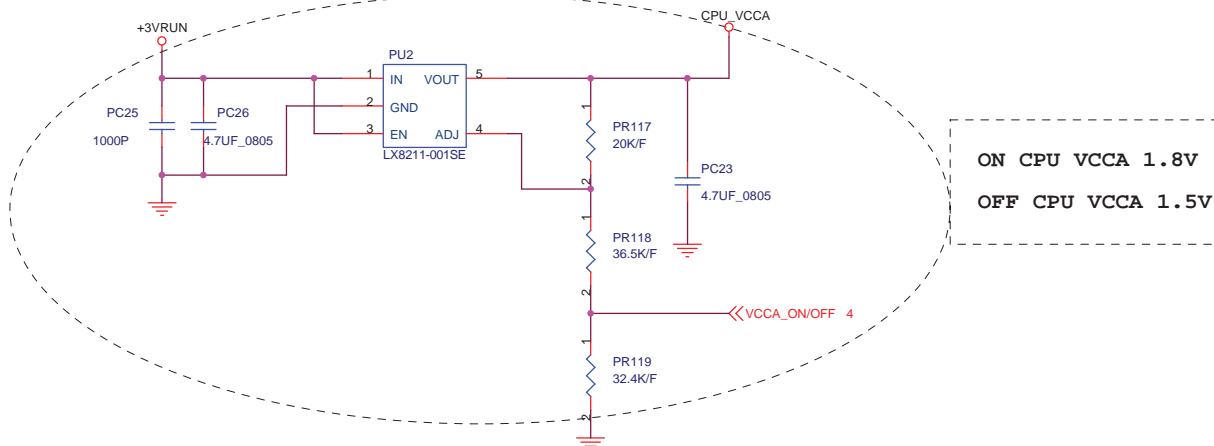 +3VRUN
CPU_VCCA
PU2
1 IN VOUT 5
2 GND
3 EN ADJ 4
LX8211-001SE
PC25
1000P
PC26
4.7UF_0805
1
PR117
20K/F
2
PC23
4.7UF_0805
1
PR118
36.5K/F
2
VCCA_ON/OFF 4
1
PR119
32.4K/F
2
ON CPU VCCA 1.8V
OFF CPU VCCA 1.5V